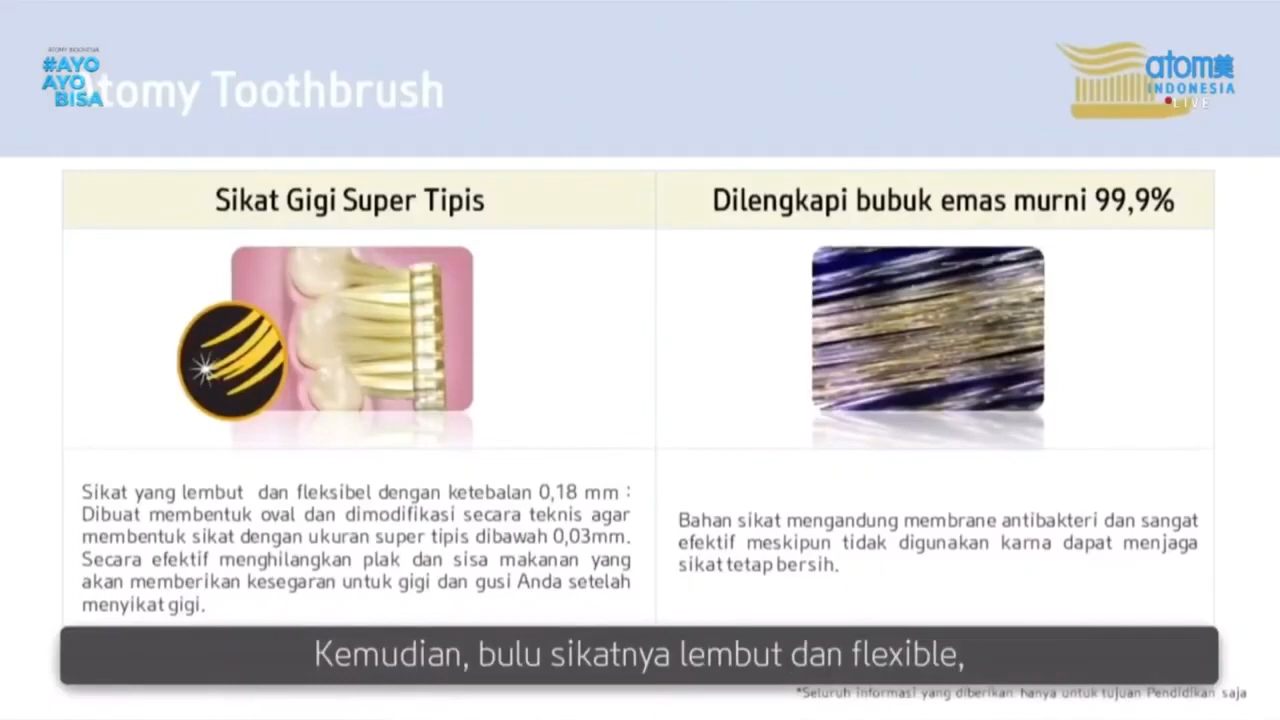 ATOMY INDONESIA
#AYO
AYO
BISA
Atomy Toothbrush
atom美
INDONESIA
LIVE
Sikat Gigi Super Tipis
Dilengkapi bubuk emas murni 99,9%
Sikat yang lembut dan fleksibel dengan ketebalan 0,18 mm :
Dibuat membentuk oval dan dimodifikasi secara teknis agar
membentuk sikat dengan ukuran super tipis dibawah 0,03mm.
Secara efektif menghilangkan plak dan sisa makanan yang
akan memberikan kesegaran untuk gigi dan gusi Anda setelah
menyikat gigi.
Bahan sikat mengandung membrane antibakteri dan sangat
efektif meskipun tidak digunakan karna dapat menjaga
sikat tetap bersih.
Kemudian, bulu sikatnya lembut dan flexible,
*Seluruh informasi yang diberikan hanya untuk tujuan Pendidikan saja